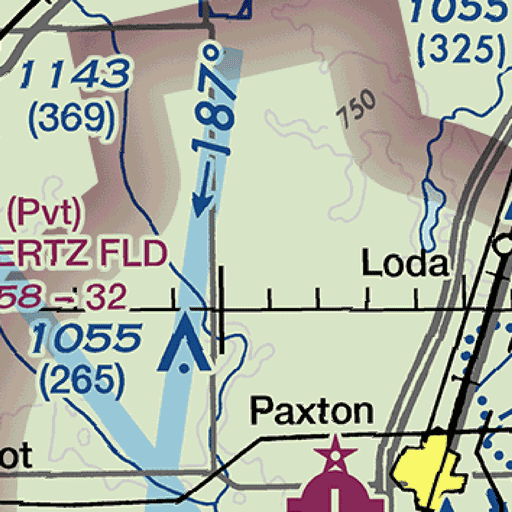 1055
(325)
1143
(369)
187°
750
(Pvt)
ERTZ FLD
58 - 32
Loda
1055
(265)
Paxton
ot